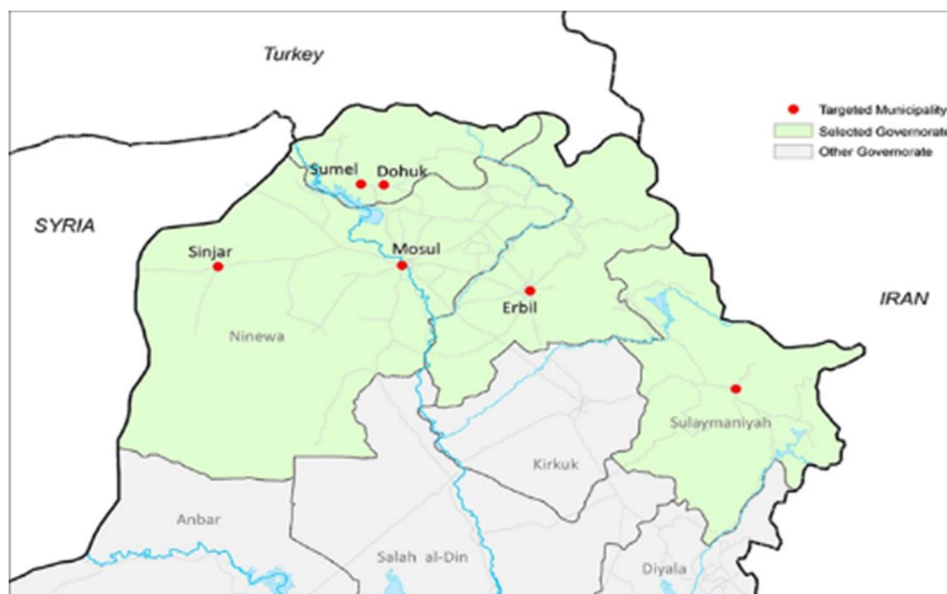 Turkey
IRAN
SYRIA
Targeted Municipality
Selected Governorate
Other Governorate
Sumel
Dohuk
Sinjar
Mosul
Erbil
Ninewa
Sulaymaniyah
Kirkuk
Anbar
Salah al-Din
Diyala